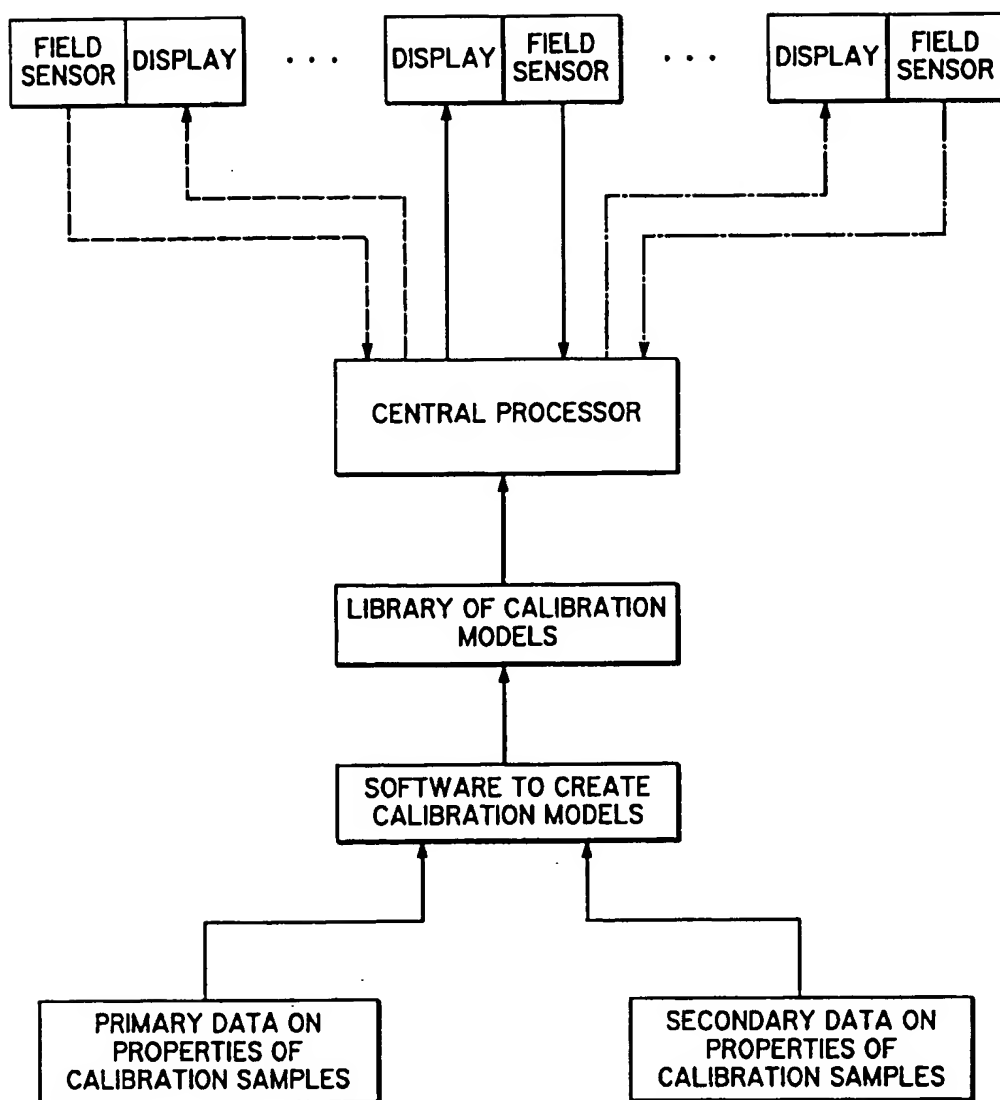 FIELD SENSOR
DISPLAY
. . .
DISPLAY
FIELD SENSOR
. . .
DISPLAY
FIELD SENSOR
CENTRAL PROCESSOR
LIBRARY OF CALIBRATION
MODELS
SOFTWARE TO CREATE
CALIBRATION MODELS
PRIMARY DATA ON
PROPERTIES OF
CALIBRATION SAMPLES
SECONDARY DATA ON
PROPERTIES OF
CALIBRATION SAMPLES